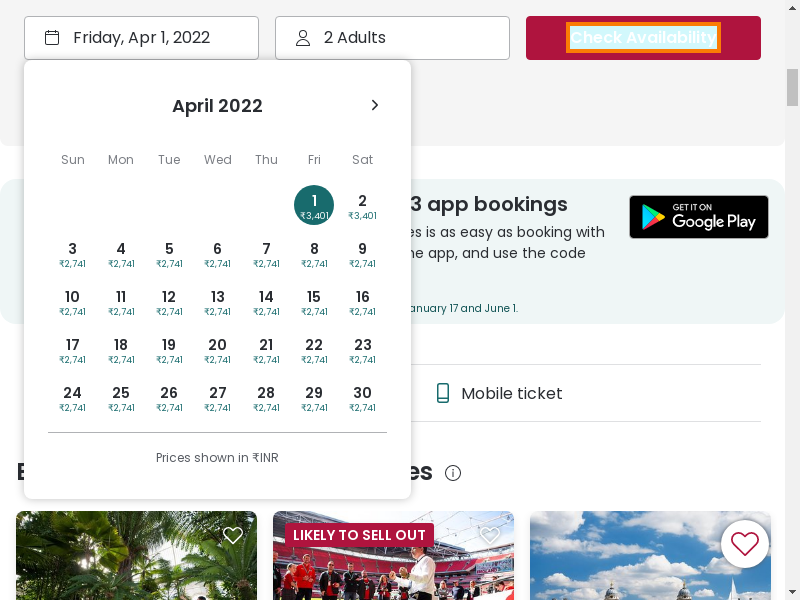 Friday, Apr 1, 2022
2 Adults
Check Availability
April 2022
Sun Mon Tue Wed Thu Fri Sat
1 2
₹3,401 ₹3,401
3 4 5 6 7 8 9
₹2,741 ₹2,741 ₹2,741 ₹2,741 ₹2,741 ₹2,741 ₹2,741
10 11 12 13 14 15 16
₹2,741 ₹2,741 ₹2,741 ₹2,741 ₹2,741 ₹2,741 ₹2,741
17 18 19 20 21 22 23
₹2,741 ₹2,741 ₹2,741 ₹2,741 ₹2,741 ₹2,741 ₹2,741
24 25 26 27 28 29 30
₹2,741 ₹2,741 ₹2,741 ₹2,741 ₹2,741 ₹2,741 ₹2,741
Prices shown in ₹INR
3 app bookings
es is as easy as booking with
app, and use the code
anuary 17 and June 1.
GET IT ON
Google Play
Mobile ticket
es
LIKELY TO SELL OUT